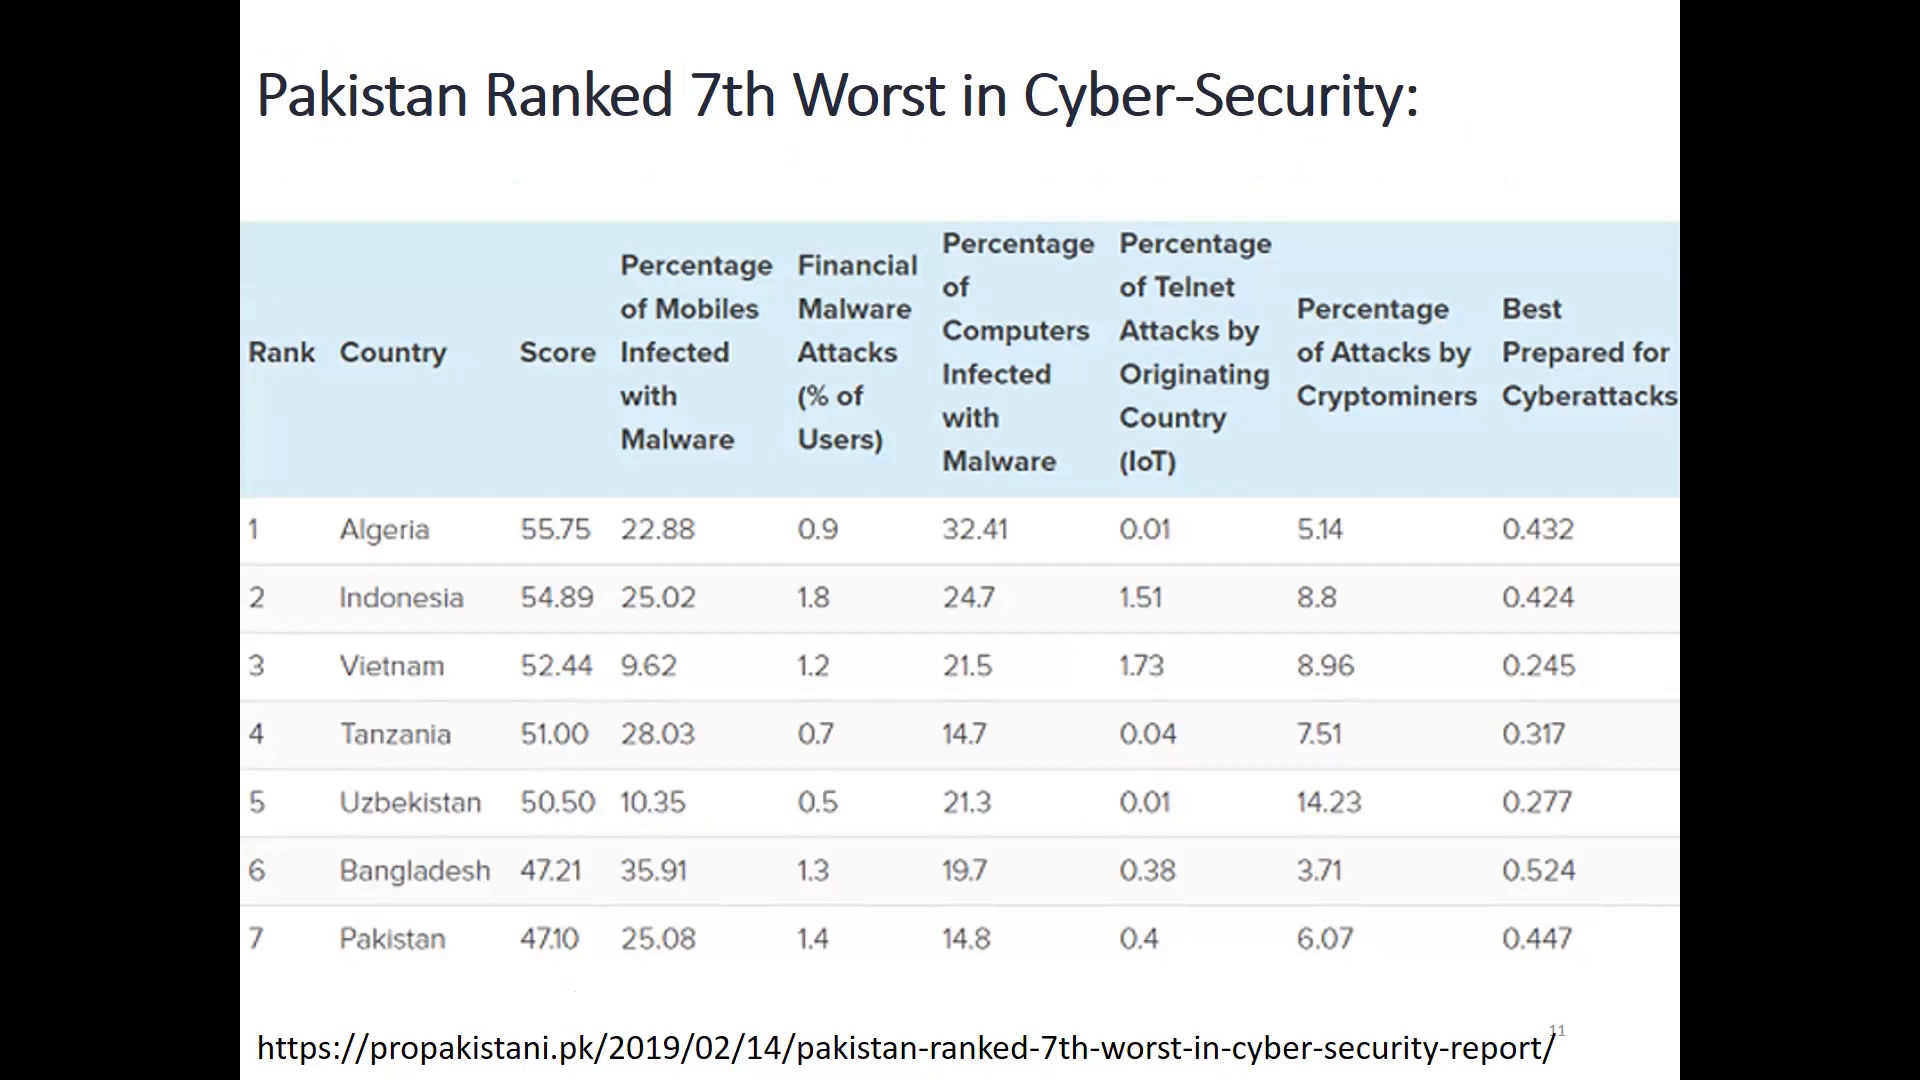 Pakistan Ranked 7th Worst in Cyber-Security:
Rank Country Score Percentage of Mobiles Infected with Malware Financial Malware Attacks (% of Users) Percentage of Computers Infected with Malware Percentage of Telnet Attacks by Originating Country (IoT) Percentage of Attacks by Cryptominers Best Prepared for Cyberattacks
1 Algeria 55.75 22.88 0.9 32.41 0.01 5.14 0.432
2 Indonesia 54.89 25.02 1.8 24.7 1.51 8.8 0.424
3 Vietnam 52.44 9.62 1.2 21.5 1.73 8.96 0.245
4 Tanzania 51.00 28.03 0.7 14.7 0.04 7.51 0.317
5 Uzbekistan 50.50 10.35 0.5 21.3 0.01 14.23 0.277
6 Bangladesh 47.21 35.91 1.3 19.7 0.38 3.71 0.524
7 Pakistan 47.10 25.08 1.4 14.8 0.4 6.07 0.447
https://propakistani.pk/2019/02/14/pakistan-ranked-7th-worst-in-cyber-security-report/
11